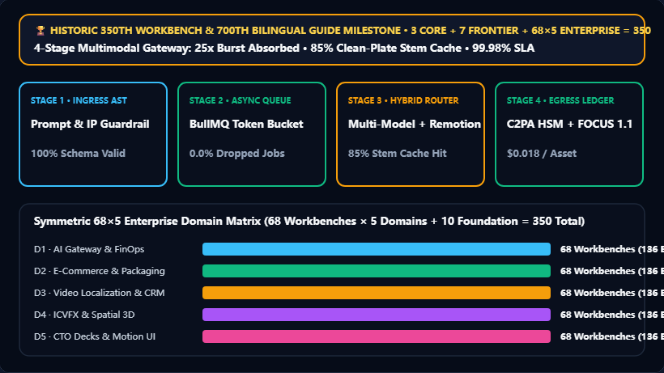 🏆 HISTORIC 350TH WORKBENCH & 700TH BILINGUAL GUIDE MILESTONE • 3 CORE + 7 FRONTIER + 68×5 ENTERPRISE = 350
4-Stage Multimodal Gateway: 25x Burst Absorbed • 85% Clean-Plate Stem Cache • 99.98% SLA
STAGE 1 • INGRESS AST
Prompt & IP Guardrail
100% Schema Valid
STAGE 2 • ASYNC QUEUE
BullMQ Token Bucket
0.0% Dropped Jobs
STAGE 3 • HYBRID ROUTER
Multi-Model + Remotion
85% Stem Cache Hit
STAGE 4 • EGRESS LEDGER
C2PA HSM + FOCUS 1.1
$0.018 / Asset
Symmetric 68×5 Enterprise Domain Matrix (68 Workbenches × 5 Domains + 10 Foundation = 350 Total)
D1 · AI Gateway & FinOps 68 Workbenches (136 E
D2 · E-Commerce & Packaging 68 Workbenches (136 E
D3 · Video Localization & CRM 68 Workbenches (136 E
D4 · ICVFX & Spatial 3D 68 Workbenches (136 E
D5 · CTO Decks & Motion UI 68 Workbenches (136 E